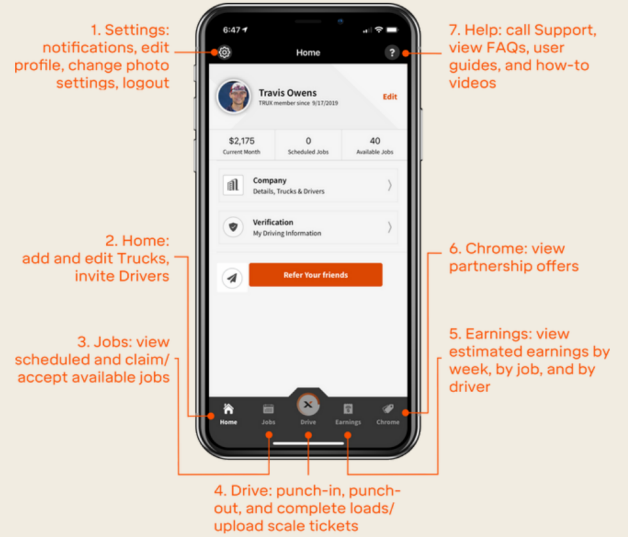 1. Settings:
notifications, edit
profile, change photo
settings, logout
7. Help: call Support,
view FAQs, user
guides, and how-to
videos
6:47
Home
?
Travis Owens
TRUX member since 9/17/2019
Edit
$2,175
Current Month
0
Scheduled Jobs
40
Available Jobs
Company
Details, Trucks & Drivers
Verification
My Driving Information
Refer Your friends
2. Home:
add and edit Trucks,
invite Drivers
6. Chrome: view
partnership offers
3. Jobs: view
scheduled and claim/
accept available jobs
5. Earnings: view
estimated earnings by
week, by job, and by
driver
Home
Jobs
Drive
Earnings
Chrome
4. Drive: punch-in, punch-
out, and complete loads/
upload scale tickets